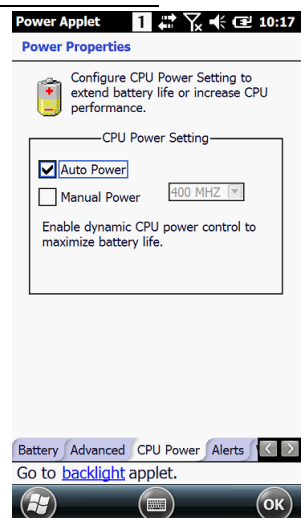 Power Applet 1 10:17
Power Properties
Configure CPU Power Setting to
extend battery life or increase CPU
performance.
CPU Power Setting
Auto Power
Manual Power 400 MHZ
Enable dynamic CPU power control to
maximize battery life.
Battery Advanced CPU Power Alerts
Go to backlight applet.
OK